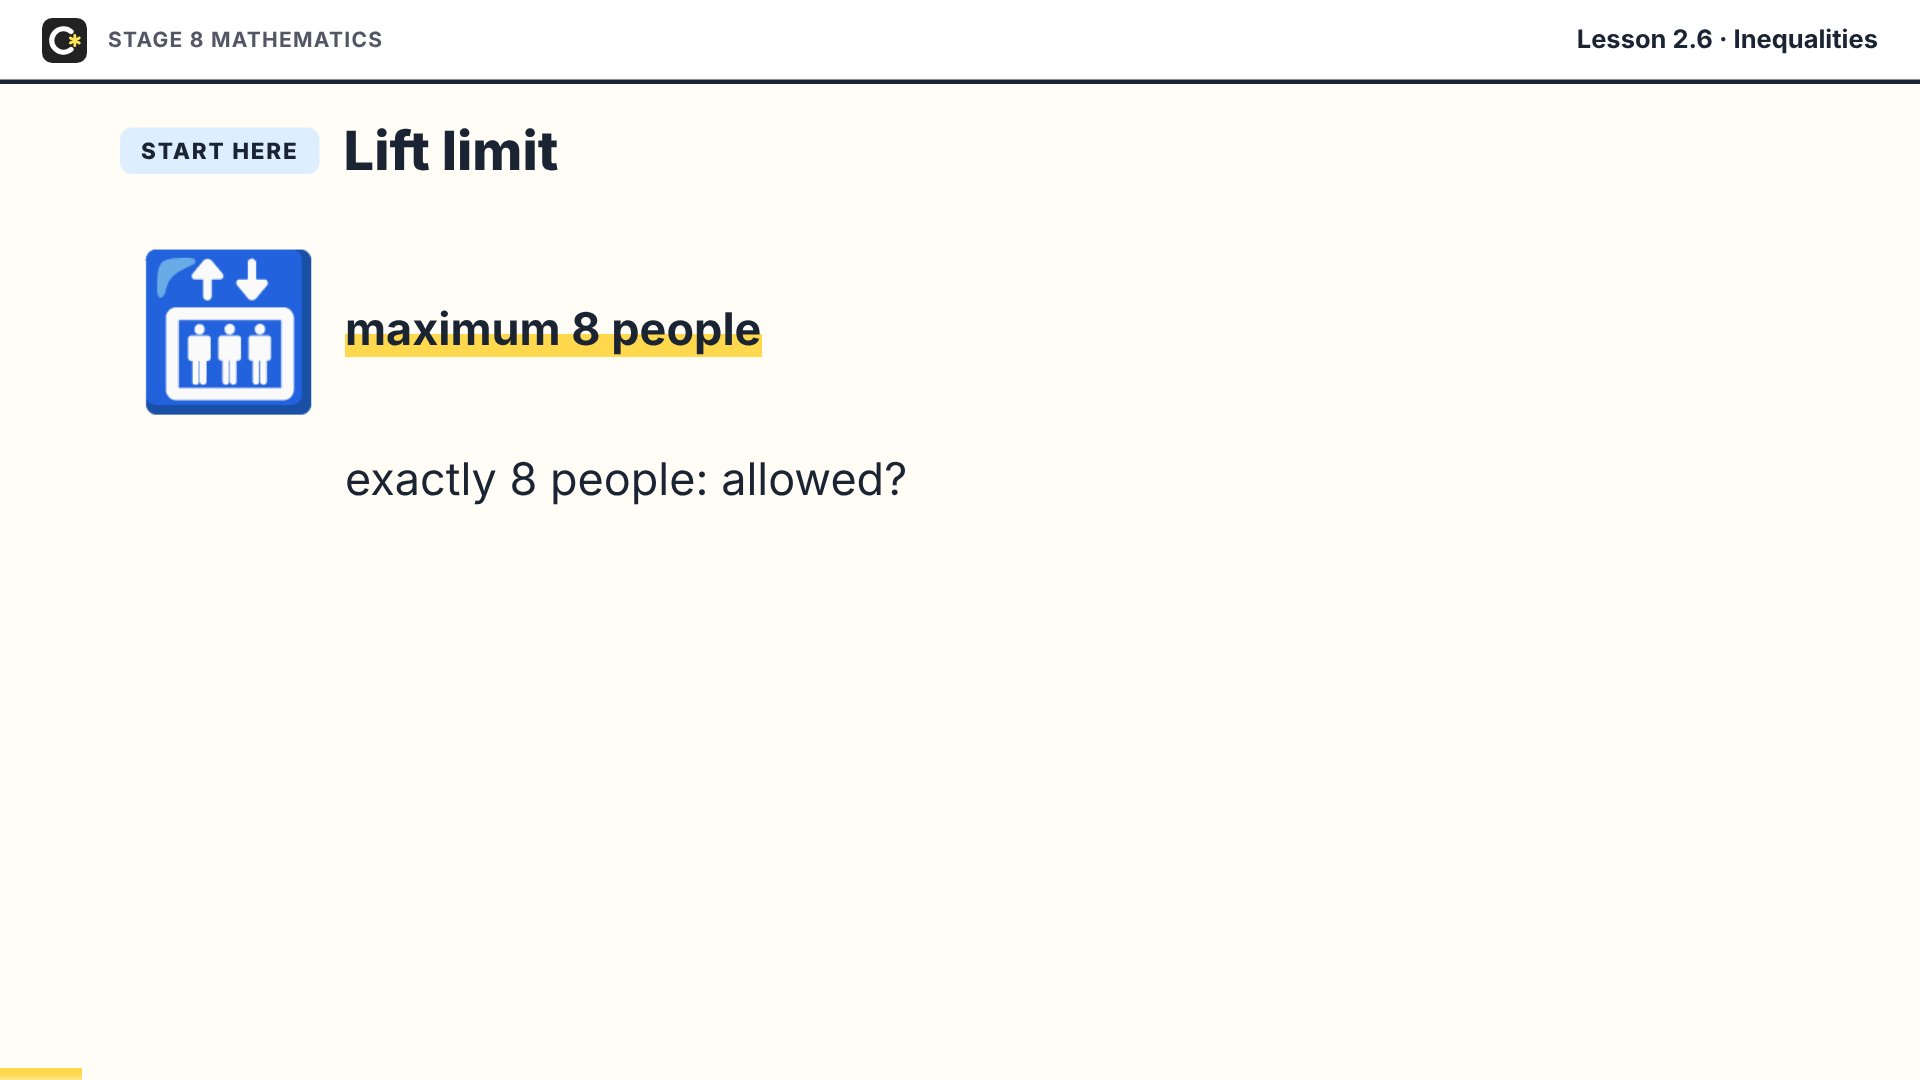 STAGE 8 MATHEMATICS
Lesson 2.6 · Inequalities
START HERE
Lift limit
maximum 8 people
exactly 8 people: allowed?